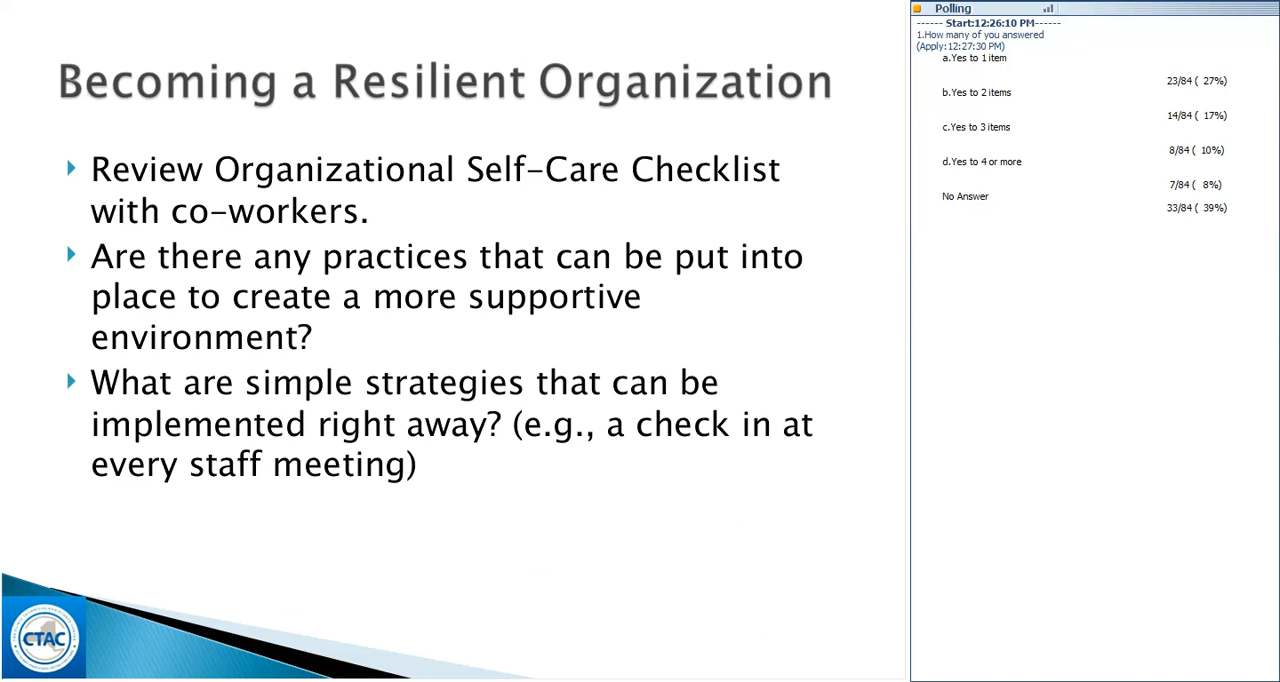 Becoming a Resilient Organization
Review Organizational Self-Care Checklist
with co-workers.
Are there any practices that can be put into
place to create a more supportive
environment?
What are simple strategies that can be
implemented right away? (e.g., a check in at
every staff meeting)
CTAC
Polling
------ Start:12:26:10 PM------
1.How many of you answered
(Apply:12:27:30 PM)
a.Yes to 1 item
23/84 ( 27%)
b.Yes to 2 items
14/84 ( 17%)
c.Yes to 3 items
8/84 ( 10%)
d.Yes to 4 or more
7/84 ( 8%)
No Answer
33/84 ( 39%)